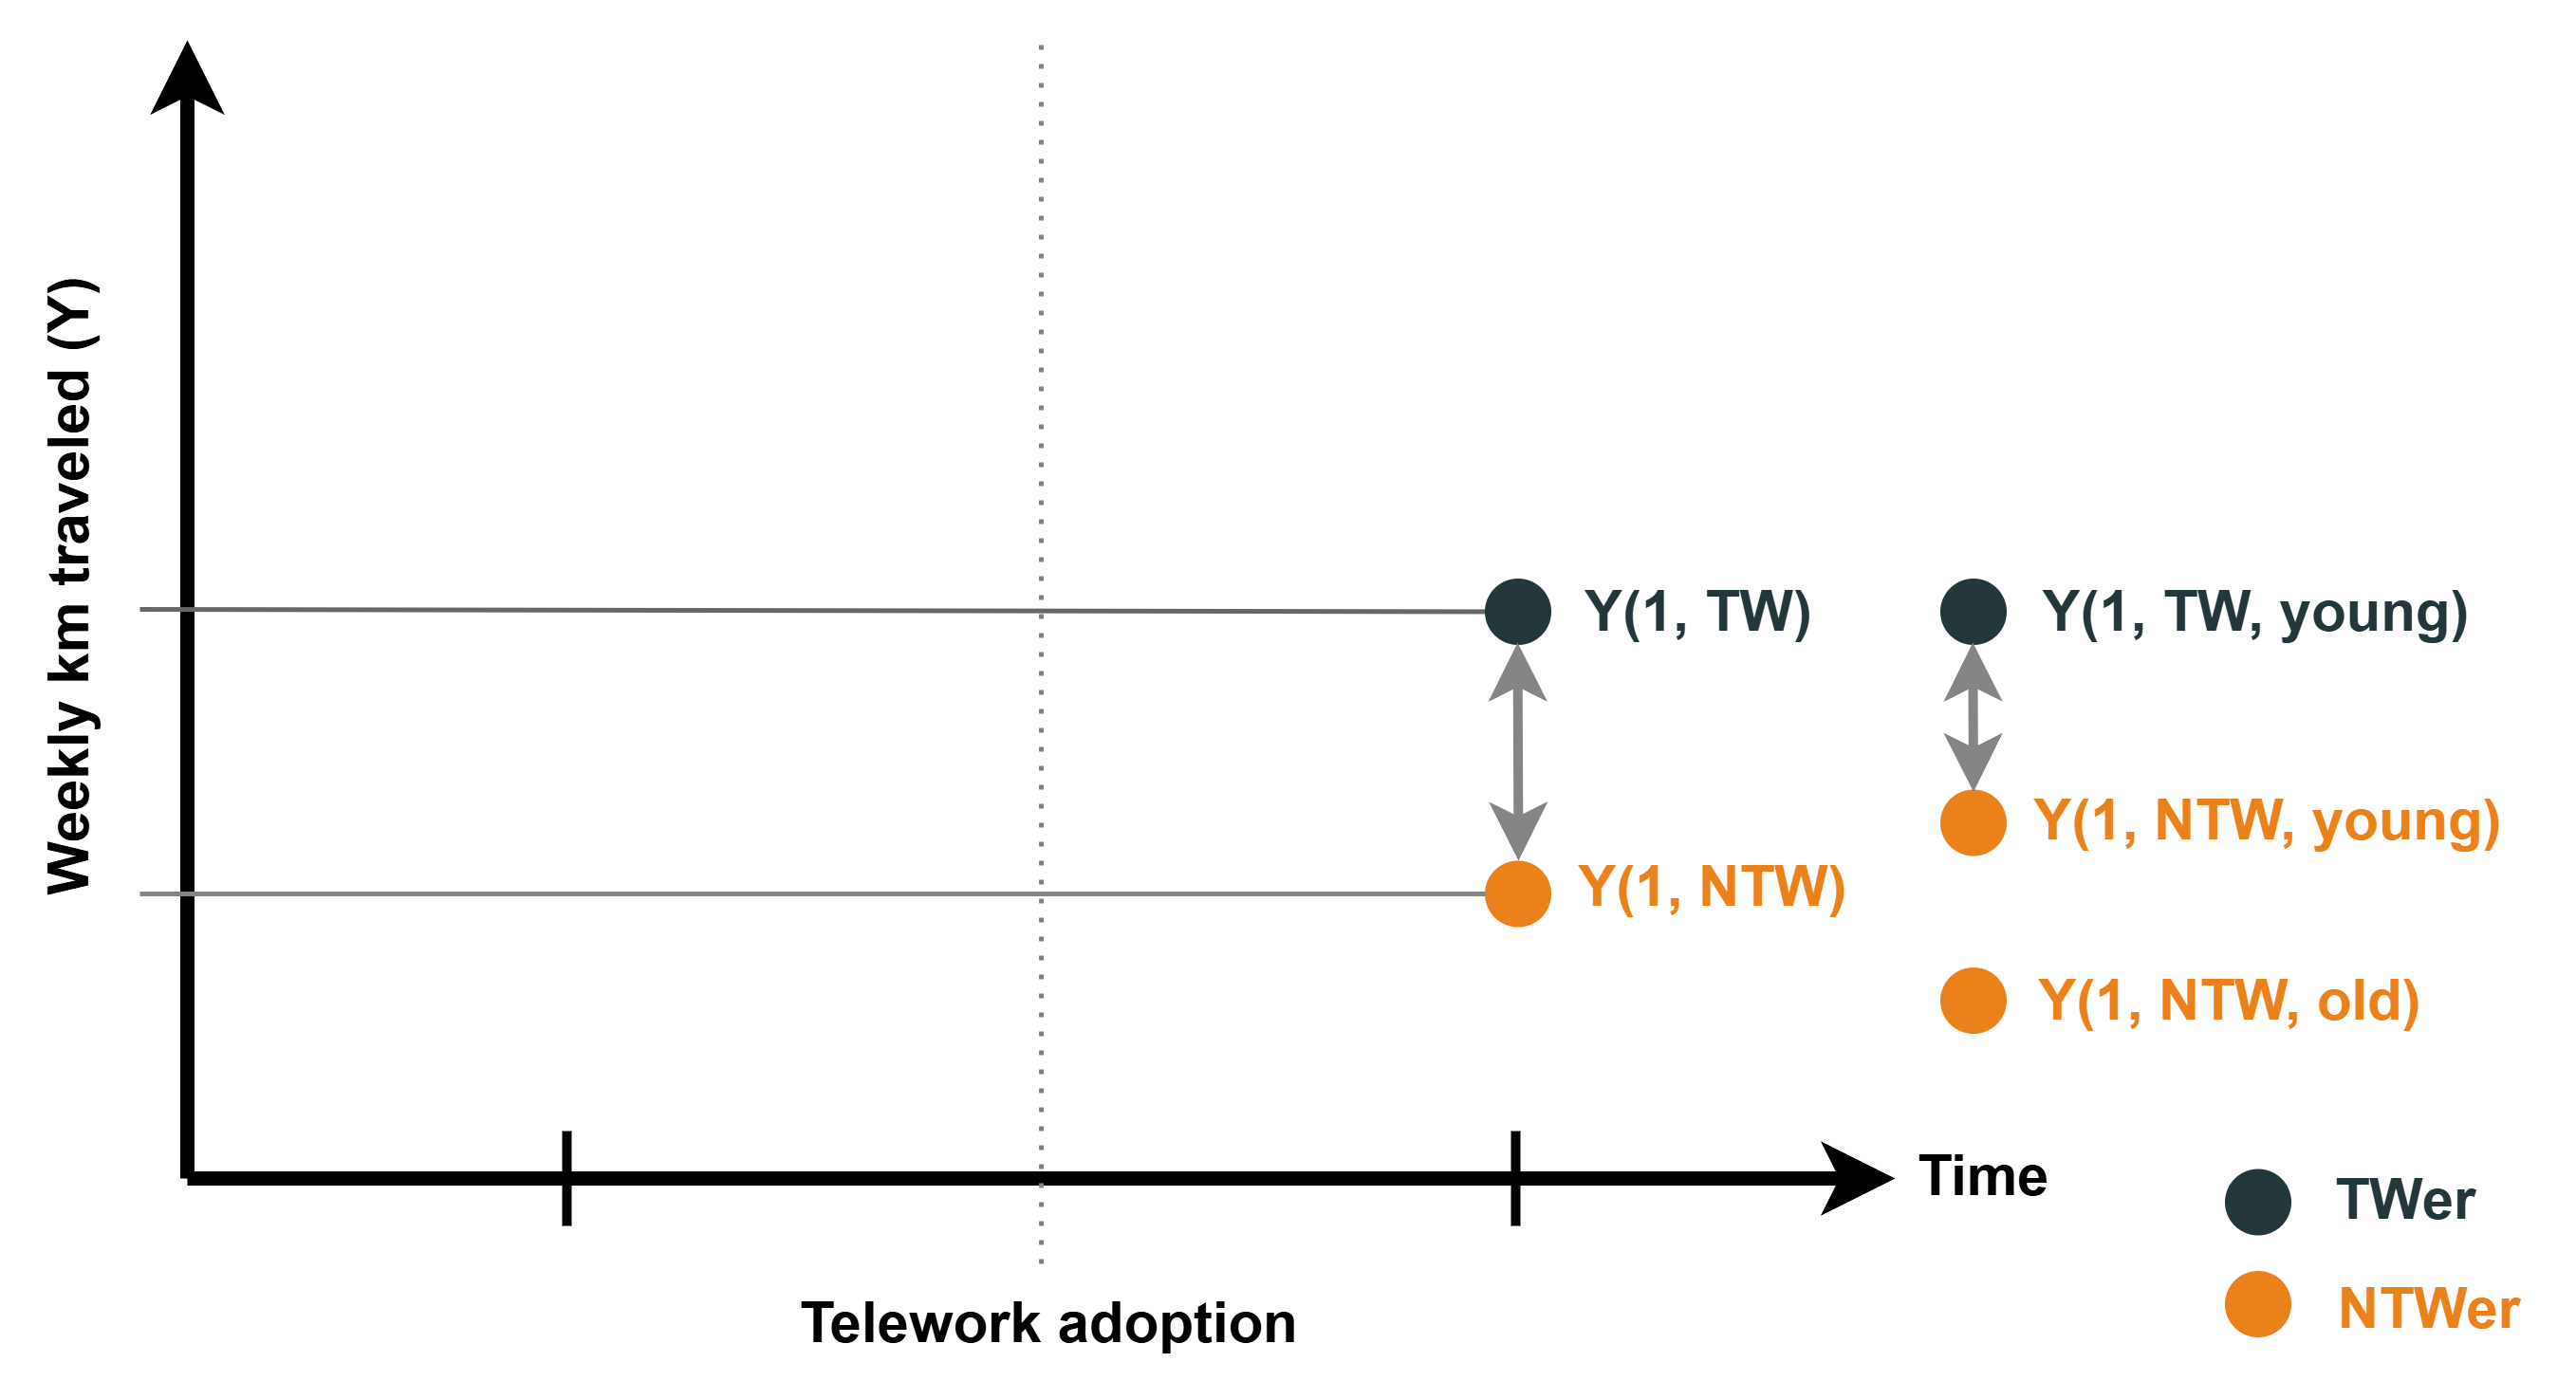 Weekly km traveled (Y)
Y(1, TW)
Y(1, TW, young)
Y(1, NTW, young)
Y(1, NTW)
Y(1, NTW, old)
Time
TWer
NTWer
Telework adoption